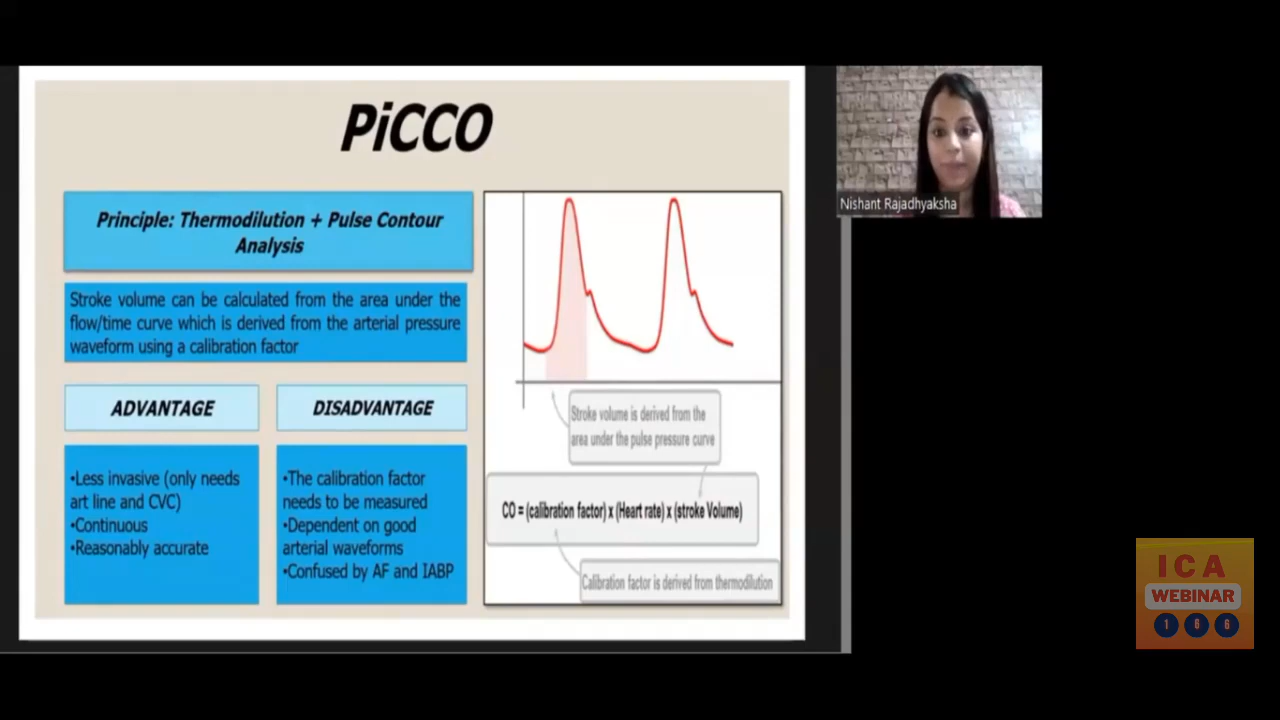 PiCCO
Principle: Thermodilution + Pulse Contour
Analysis
Stroke volume can be calculated from the area under the
flow/time curve which is derived from the arterial pressure
waveform using a calibration factor
ADVANTAGE
•Less invasive (only needs
art line and CVC)
•Continuous
•Reasonably accurate
DISADVANTAGE
•The calibration factor
needs to be measured
•Dependent on good
arterial waveforms
•Confused by AF and IABP
Stroke volume is derived from the
area under the pulse pressure curve
CO = (calibration factor) x (Heart rate) x (stroke Volume)
Calibration factor is derived from thermodilution
Nishant Rajadhyaksha
ICA
WEBINAR
166